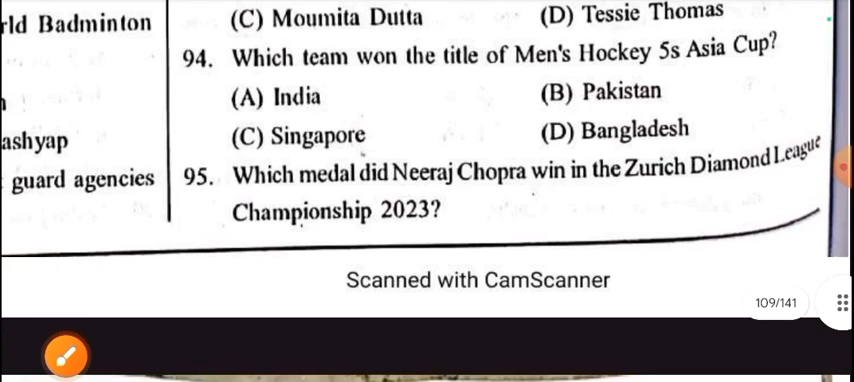 rld Badminton
(C) Moumita Dutta (D) Tessie Thomas
94. Which team won the title of Men's Hockey 5s Asia Cup?
(A) India (B) Pakistan
ashyap
(C) Singapore (D) Bangladesh
guard agencies
95. Which medal did Neeraj Chopra win in the Zurich Diamond League
Championship 2023?
Scanned with CamScanner
109/141